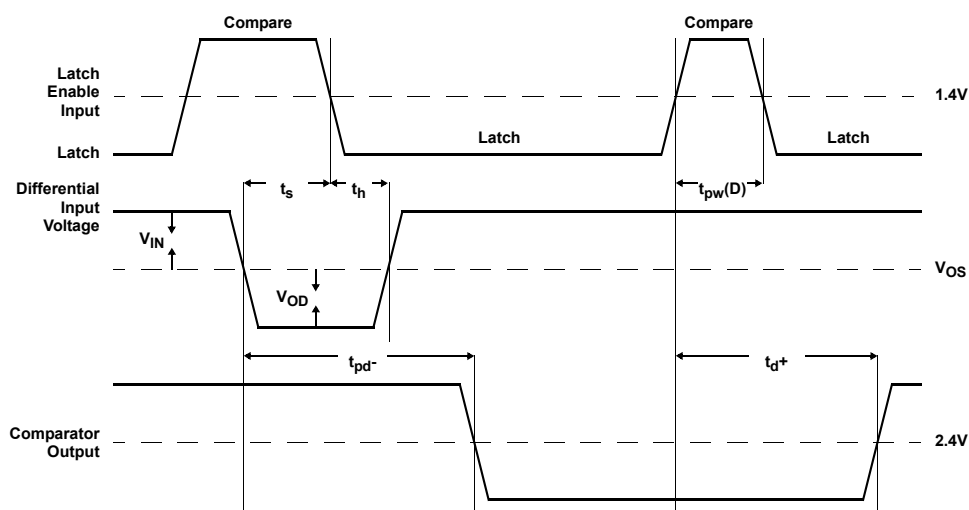 Compare
Compare
Latch
Enable
Input
1.4V
Latch
Latch
Latch
Differential
Input
Voltage
ts
th
tpw(D)
VIN
VOS
VOD
tpd-
td+
Comparator
Output
2.4V